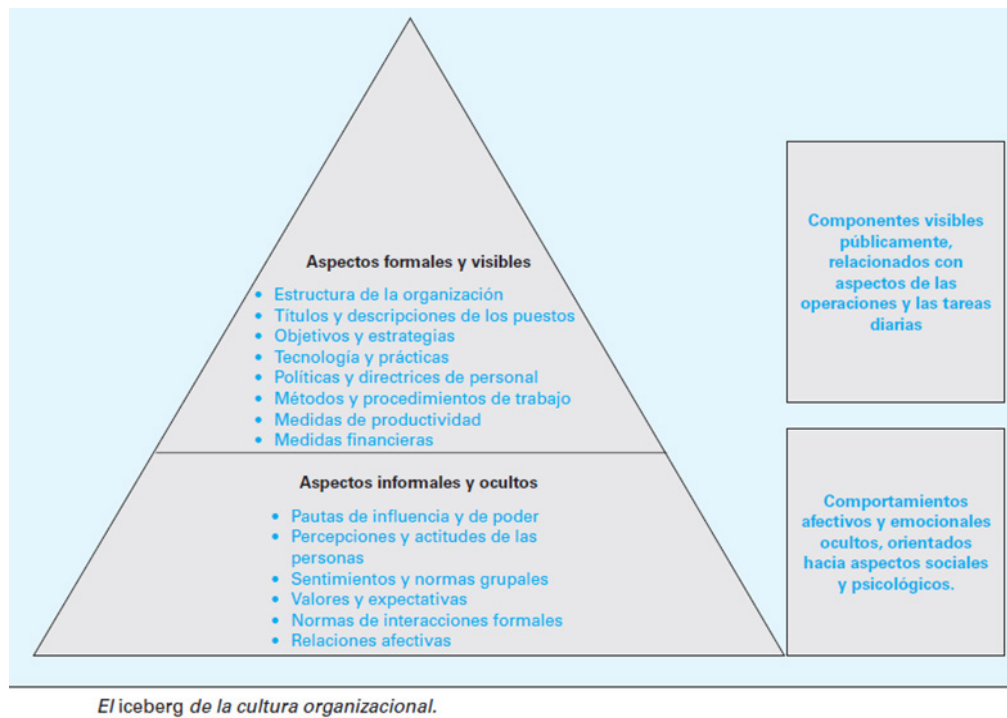 Aspectos formales y visibles
• Estructura de la organización
• Títulos y descripciones de los puestos
• Objetivos y estrategias
• Tecnología y prácticas
• Políticas y directrices de personal
• Métodos y procedimientos de trabajo
• Medidas de productividad
• Medidas financieras
Aspectos informales y ocultos
• Pautas de influencia y de poder
• Percepciones y actitudes de las
personas
• Sentimientos y normas grupales
• Valores y expectativas
• Normas de interacciones formales
• Relaciones afectivas
Componentes visibles
públicamente,
relacionados con
aspectos de las
operaciones y las tareas
diarias
Comportamientos
afectivos y emocionales
ocultos, orientados
hacia aspectos sociales
y psicológicos.
El iceberg de la cultura organizacional.